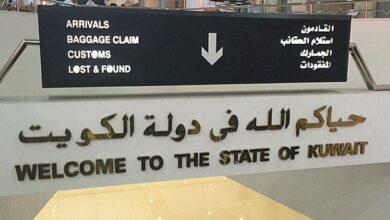 ARRIVALS
BAGGAGE CLAIM
CUSTOMS
LOST & FOUND
القادمون
استلام الحقائب
الجمارك
المفقودات
حياكم الله في دولة الكويت
WELCOME TO THE STATE OF KUWAIT